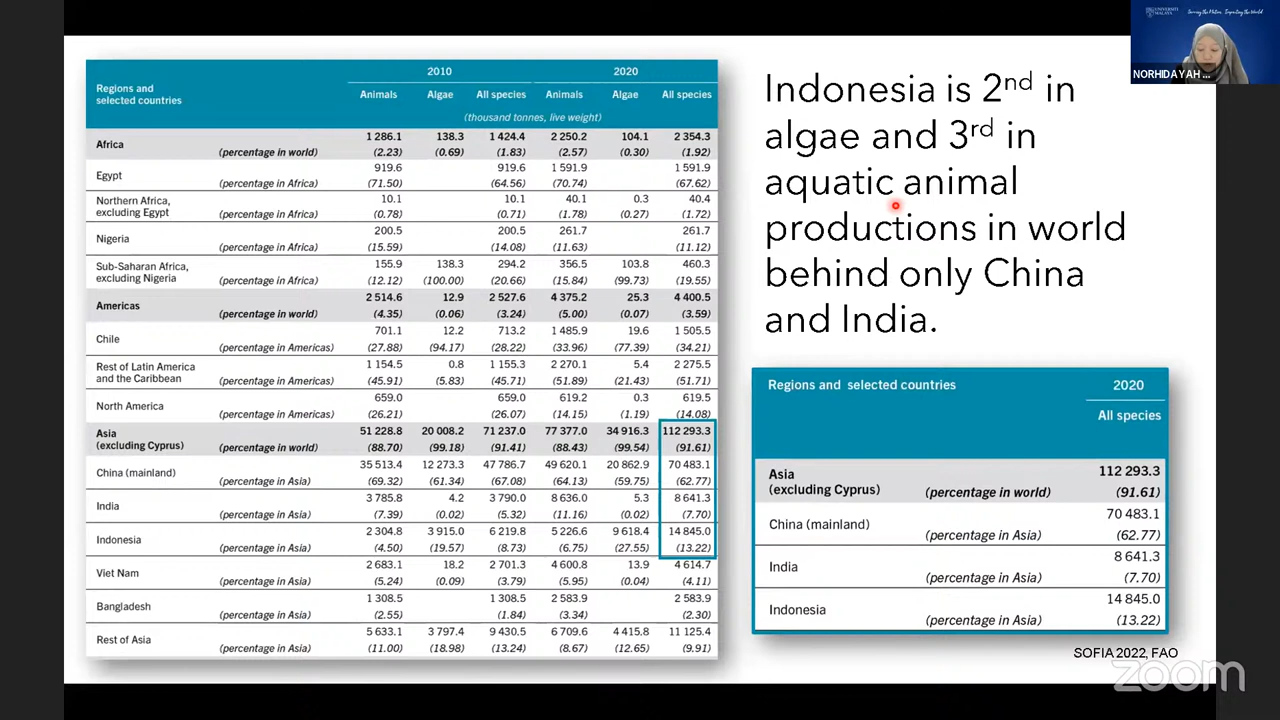 UNIVERSITI
MALAYA
Serving the Nation. Impacting the World.
NORHIDAYAH ...
Regions and
selected countries
2010
2020
Animals
Algae
All species
Animals
Algae
All species
(thousand tonnes, live weight)
Africa
1 286.1 138.3 1 424.4 2 250.2 104.1 2 354.3
(percentage in world) (2.23) (0.69) (1.83) (2.57) (0.30) (1.92)
Egypt
919.6 919.6 1 591.9 1 591.9
(percentage in Africa) (71.50) (64.56) (70.74) (67.62)
Northern Africa,
excluding Egypt
10.1 10.1 40.1 0.3 40.4
(percentage in Africa) (0.78) (0.71) (1.78) (0.27) (1.72)
Nigeria
200.5 200.5 261.7 261.7
(percentage in Africa) (15.59) (14.08) (11.63) (11.12)
Sub-Saharan Africa,
excluding Nigeria
155.9 138.3 294.2 356.5 103.8 460.3
(percentage in Africa) (12.12) (100.00) (20.66) (15.84) (99.73) (19.55)
Americas
2 514.6 12.9 2 527.6 4 375.2 25.3 4 400.5
(percentage in world) (4.35) (0.06) (3.24) (5.00) (0.07) (3.59)
Chile
701.1 12.2 713.2 1 485.9 19.6 1 505.5
(percentage in Americas) (27.88) (94.17) (28.22) (33.96) (77.39) (34.21)
Rest of Latin America
and the Caribbean
1 154.5 0.8 1 155.3 2 270.1 5.4 2 275.5
(percentage in Americas) (45.91) (5.83) (45.71) (51.89) (21.43) (51.71)
North America
659.0 659.0 619.2 0.3 619.5
(percentage in Americas) (26.21) (26.07) (14.15) (1.19) (14.08)
Asia
(excluding Cyprus)
51 228.8 20 008.2 71 237.0 77 377.0 34 916.3 112 293.3
(percentage in world) (88.70) (99.18) (91.41) (88.43) (99.54) (91.61)
China (mainland)
35 513.4 12 273.3 47 786.7 49 620.1 20 862.9 70 483.1
(percentage in Asia) (69.32) (61.34) (67.08) (64.13) (59.75) (62.77)
India
3 785.8 4.2 3 790.0 8 636.0 5.3 8 641.3
(percentage in Asia) (7.39) (0.02) (5.32) (11.16) (0.02) (7.70)
Indonesia
2 304.8 3 915.0 6 219.8 5 226.6 9 618.4 14 845.0
(percentage in Asia) (4.50) (19.57) (8.73) (6.75) (27.55) (13.22)
Viet Nam
2 683.1 18.2 2 701.3 4 600.8 13.9 4 614.7
(percentage in Asia) (5.24) (0.09) (3.79) (5.95) (0.04) (4.11)
Bangladesh
1 308.5 1 308.5 2 583.9 2 583.9
(percentage in Asia) (2.55) (1.84) (3.34) (2.30)
Rest of Asia
5 633.1 3 797.4 9 430.5 6 709.6 4 415.8 11 125.4
(percentage in Asia) (11.00) (18.98) (13.24) (8.67) (12.65) (9.91)
Indonesia is 2nd in
algae and 3rd in
aquatic animal
productions in world
behind only China
and India.
Regions and selected countries
2020
All species
Asia
(excluding Cyprus)
112 293.3
(percentage in world) (91.61)
China (mainland)
70 483.1
(percentage in Asia) (62.77)
India
8 641.3
(percentage in Asia) (7.70)
Indonesia
14 845.0
(percentage in Asia) (13.22)
SOFIA 2022, FAO
zoom